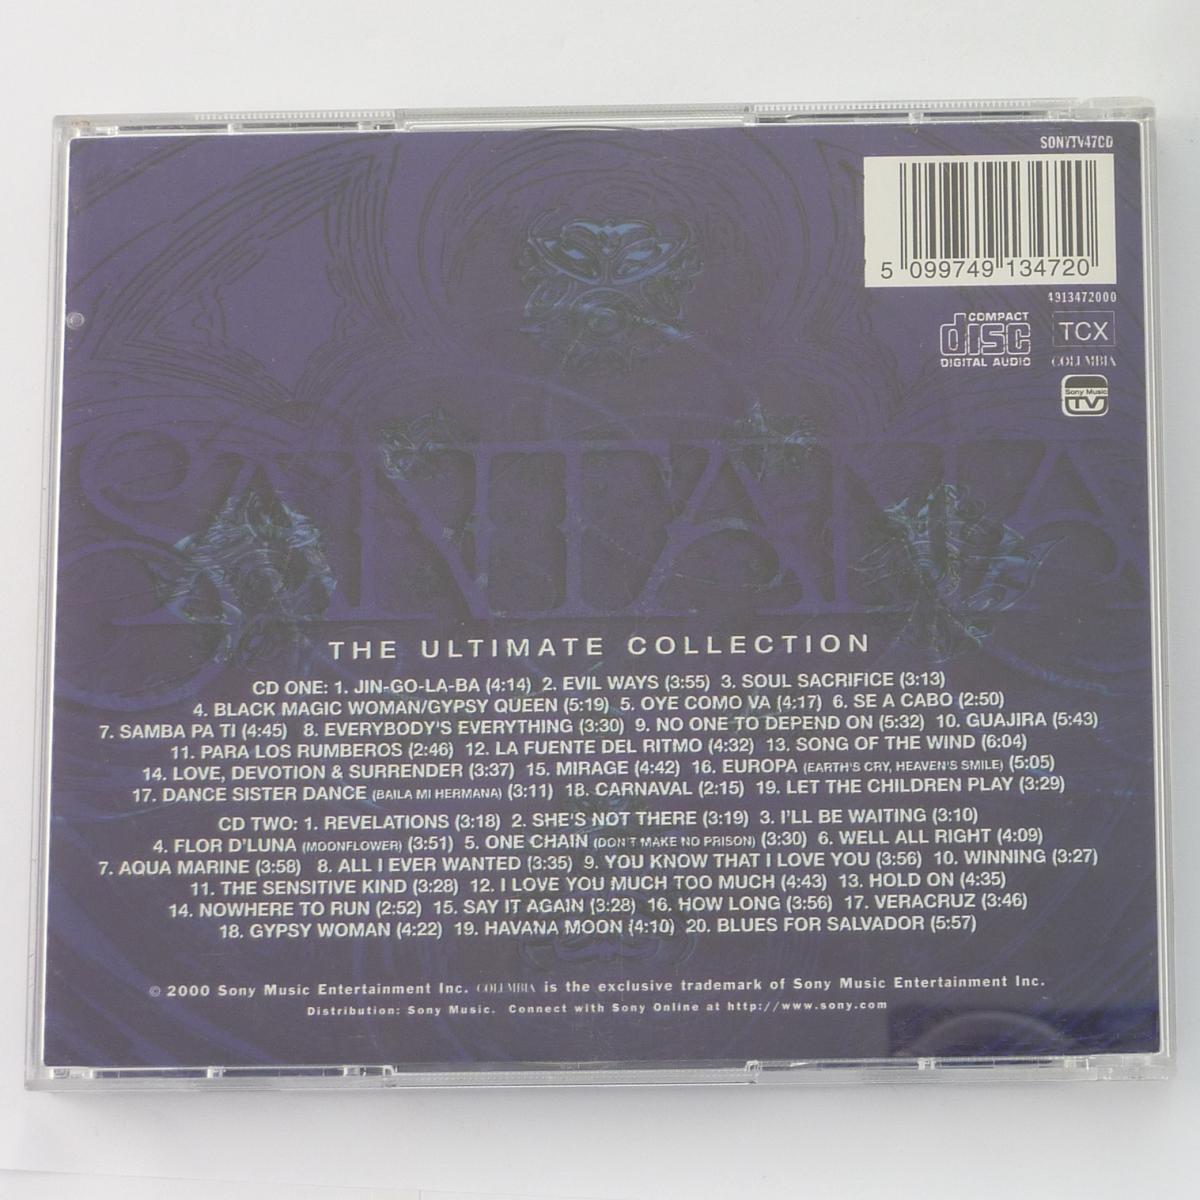 SONYTV47CD
5 099749 134720
4913472000
COMPACT
disc
DIGITAL AUDIO
TCX
COLUMBIA
Sony Music
TV
SANTANA
THE ULTIMATE COLLECTION
CD ONE: 1. JIN-GO-LA-BA (4:14) 2. EVIL WAYS (3:55) 3. SOUL SACRIFICE (3:13)
4. BLACK MAGIC WOMAN/GYPSY QUEEN (5:19) 5. OYE COMO VA (4:17) 6. SE A CABO (2:50)
7. SAMBA PA TI (4:45) 8. EVERYBODY'S EVERYTHING (3:30) 9. NO ONE TO DEPEND ON (5:32) 10. GUAJIRA (5:43)
11. PARA LOS RUMBEROS (2:46) 12. LA FUENTE DEL RITMO (4:32) 13. SONG OF THE WIND (6:04)
14. LOVE, DEVOTION & SURRENDER (3:37) 15. MIRAGE (4:42) 16. EUROPA (EARTH'S CRY, HEAVEN'S SMILE) (5:05)
17. DANCE SISTER DANCE (BAILA MI HERMANA) (3:11) 18. CARNAVAL (2:15) 19. LET THE CHILDREN PLAY (3:29)
CD TWO: 1. REVELATIONS (3:18) 2. SHE'S NOT THERE (3:19) 3. I'LL BE WAITING (3:10)
4. FLOR D'LUNA (MOONFLOWER) (3:51) 5. ONE CHAIN (DON'T MAKE NO PRISON) (3:30) 6. WELL ALL RIGHT (4:09)
7. AQUA MARINE (3:58) 8. ALL I EVER WANTED (3:35) 9. YOU KNOW THAT I LOVE YOU (3:56) 10. WINNING (3:27)
11. THE SENSITIVE KIND (3:28) 12. I LOVE YOU MUCH TOO MUCH (4:43) 13. HOLD ON (4:35)
14. NOWHERE TO RUN (2:52) 15. SAY IT AGAIN (3:28) 16. HOW LONG (3:56) 17. VERACRUZ (3:46)
18. GYPSY WOMAN (4:22) 19. HAVANA MOON (4:10) 20. BLUES FOR SALVADOR (5:57)
© 2000 Sony Music Entertainment Inc. COLUMBIA is the exclusive trademark of Sony Music Entertainment Inc.
Distribution: Sony Music. Connect with Sony Online at http://www.sony.com